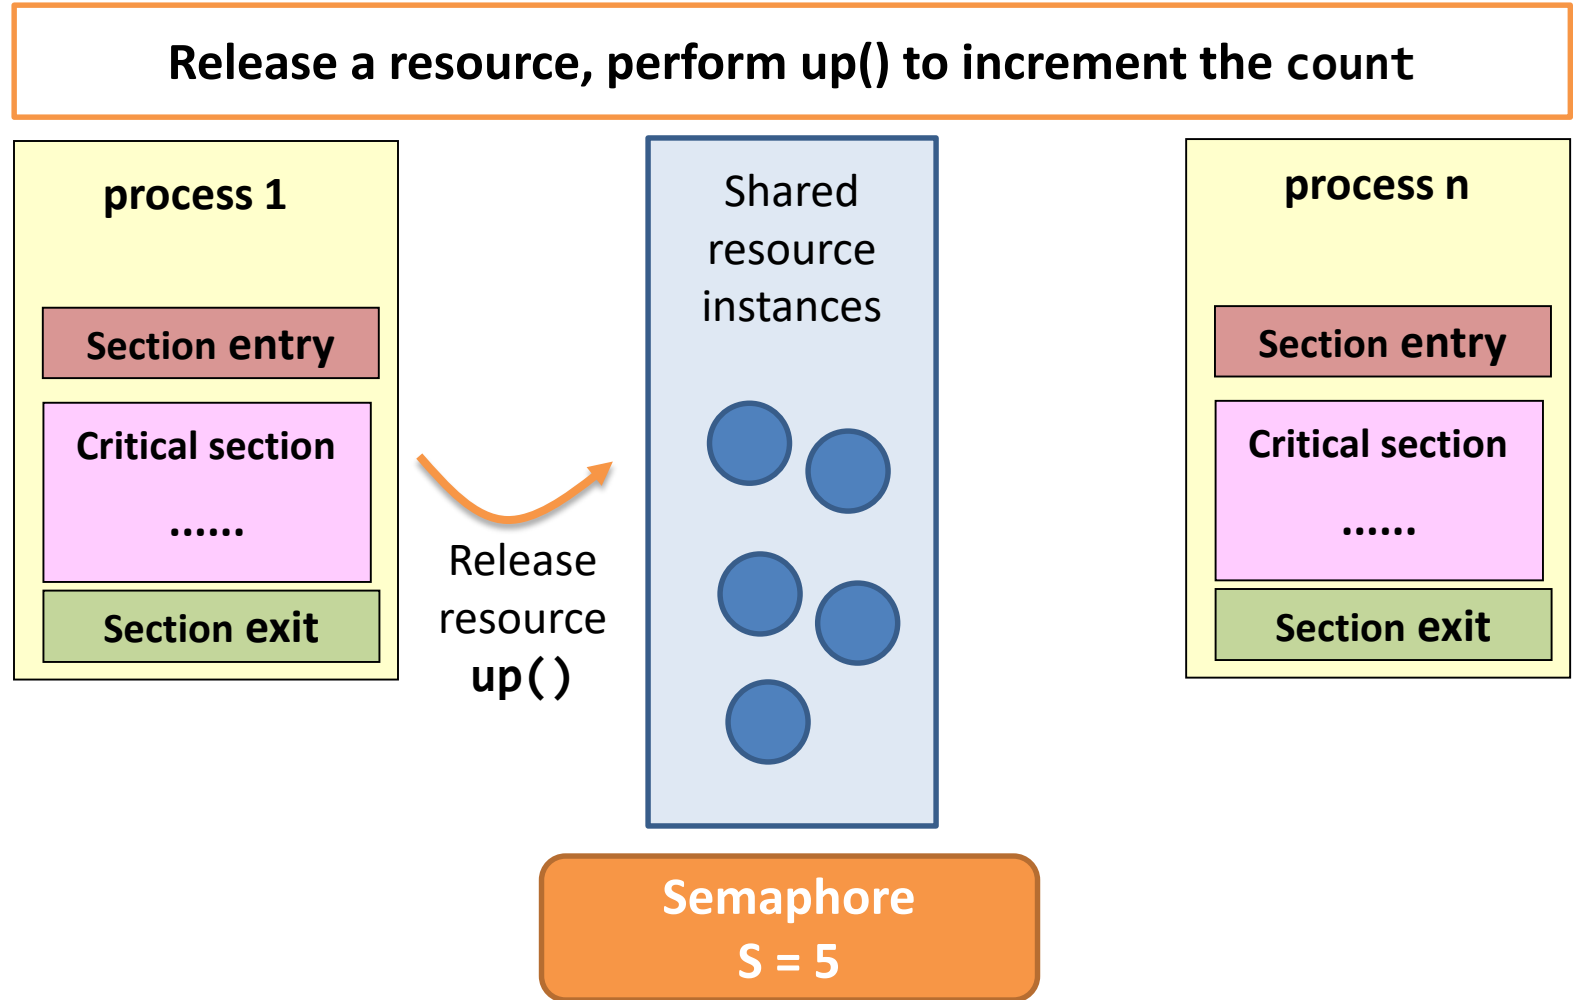 Release a resource, perform up() to increment the count
process 1
Section entry
Critical section
......
Section exit
Release
resource
up()
Shared
resource
instances
Semaphore
S = 5
process n
Section entry
Critical section
......
Section exit